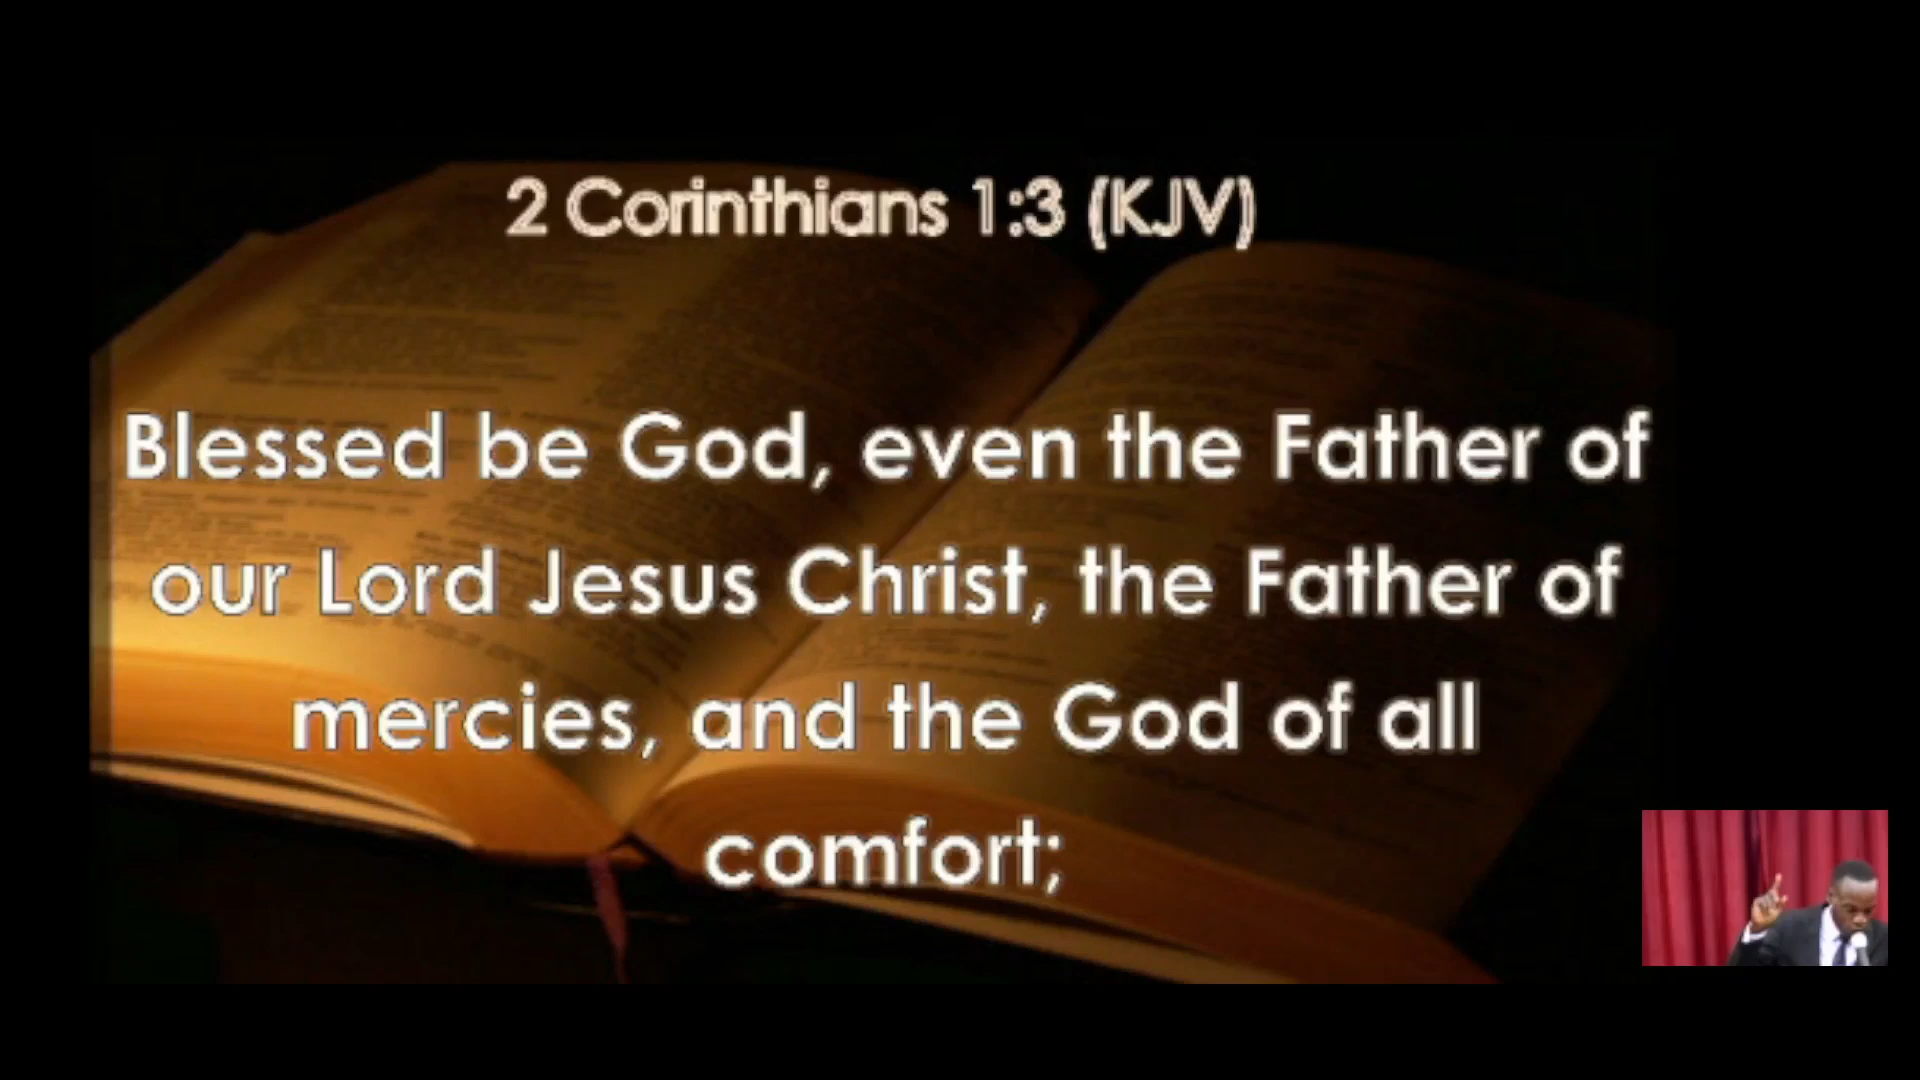 2 Corinthians 1:3 (KJV)
Blessed be God, even the Father of
our Lord Jesus Christ, the Father of
mercies, and the God of all
comfort;